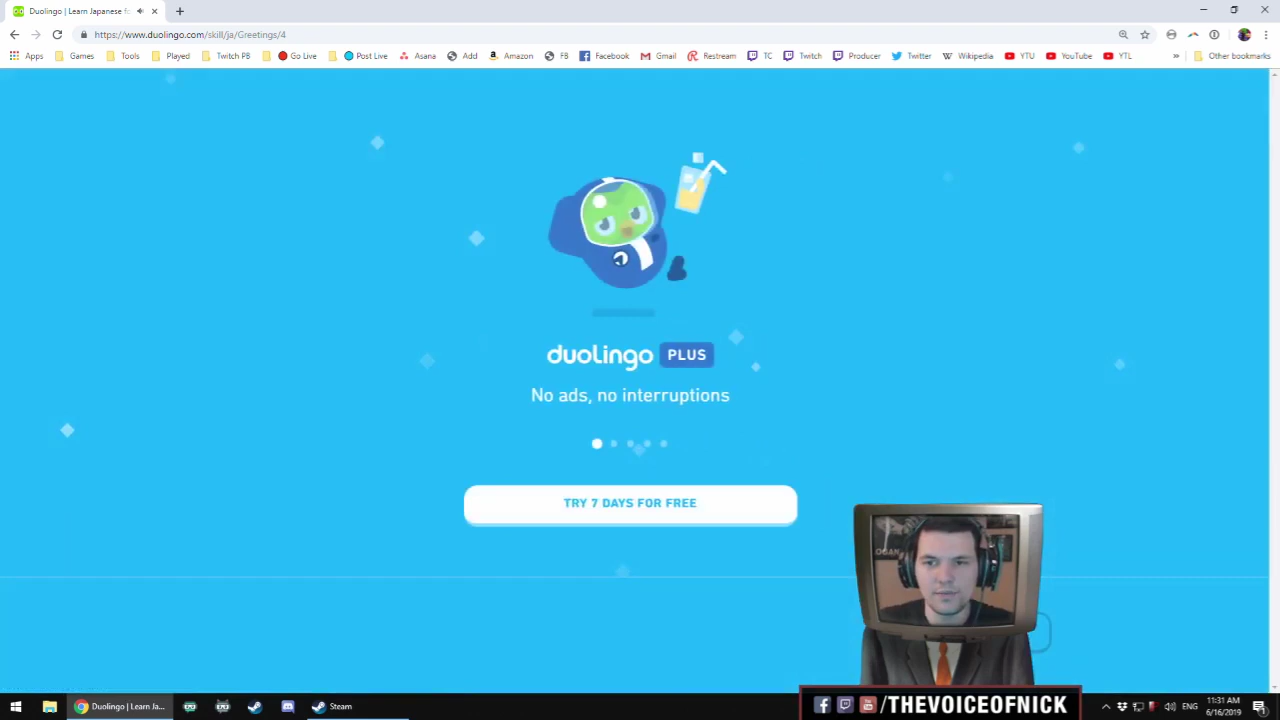 Duolingo | Learn Japanese fo
https://www.duolingo.com/skill/ja/Greetings/4
Apps Games Tools Played Twitch PB Go Live Post Live Asana Add Amazon FB Facebook Gmail Restream TC Twitch Producer Twitter Wikipedia YTU YouTube YTL » Other bookmarks
duolingo PLUS
No ads, no interruptions
TRY 7 DAYS FOR FREE
/THEVOICEOFNICK
Duolingo | Learn Ja...
Steam
ENG
11:31 AM
6/16/2019